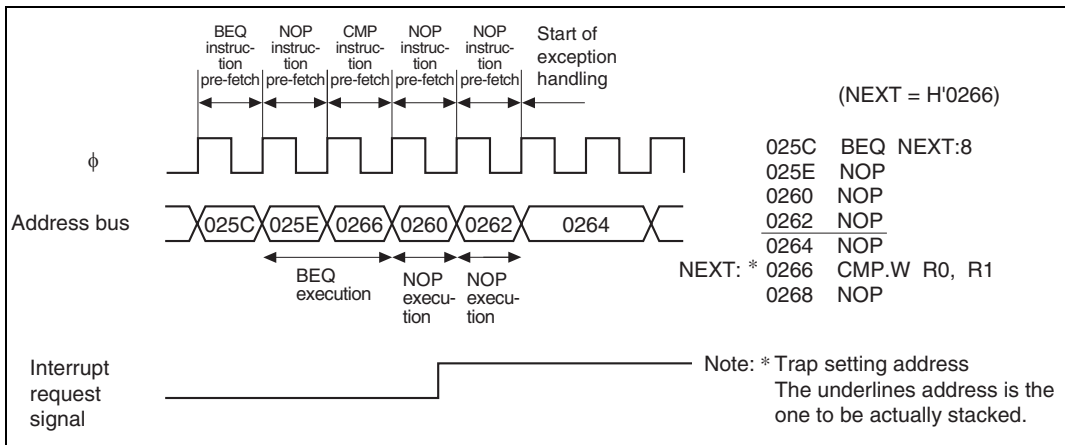 BEQ
instruc-
tion
pre-fetch
NOP
instruc-
tion
pre-fetch
CMP
instruc-
tion
pre-fetch
NOP
instruc-
tion
pre-fetch
NOP
instruc-
tion
pre-fetch
Start of
exception
handling
(NEXT = H'0266)
φ
Address bus
025C 025E 0266 0260 0262 0264
BEQ
execution
NOP
execu-
tion
NOP
execu-
tion
025C BEQ NEXT:8
025E NOP
0260 NOP
0262 NOP
0264 NOP
NEXT: * 0266 CMP.W R0, R1
0268 NOP
Interrupt
request
signal
Note: * Trap setting address
The underlines address is the
one to be actually stacked.